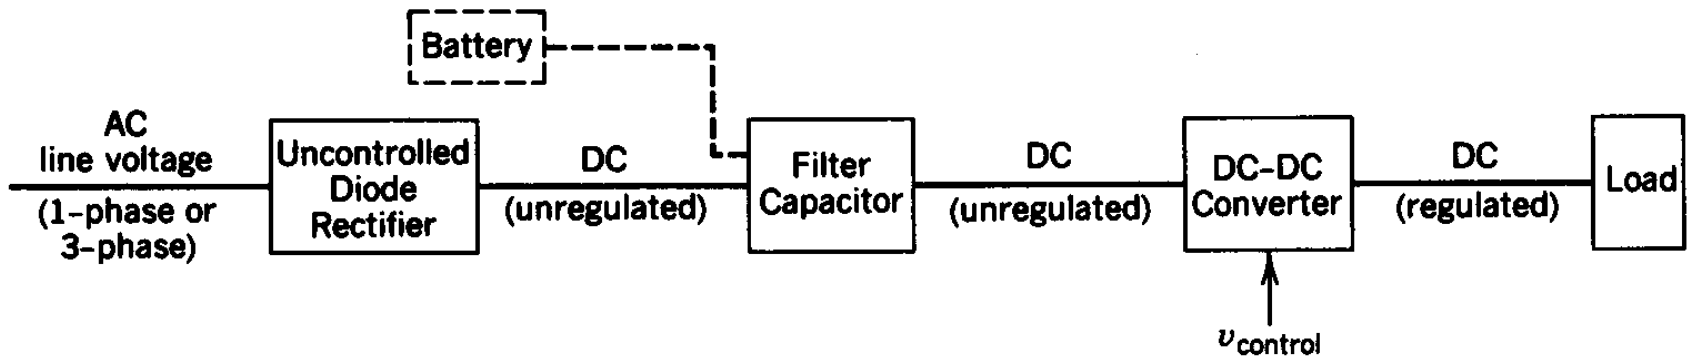 Battery
AC
line voltage
(1-phase or
3-phase)
Uncontrolled
Diode
Rectifier
DC
(unregulated)
Filter
Capacitor
DC
(unregulated)
DC-DC
Converter
DC
(regulated)
Load
vcontrol